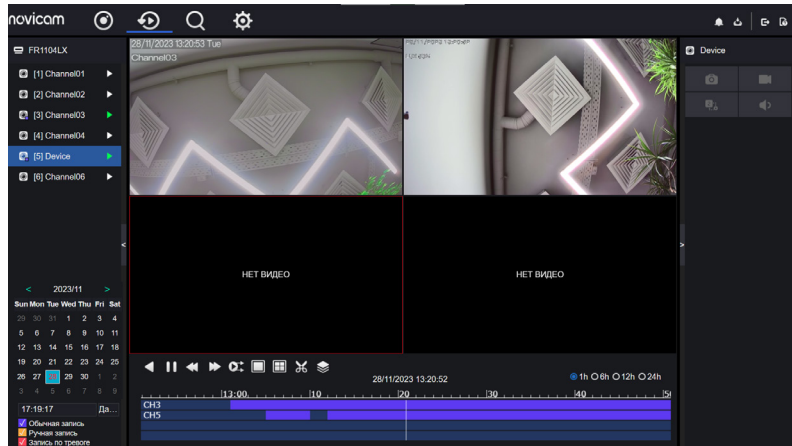 novicam
FR1104LX
[1] Channel01
[2] Channel02
[3] Channel03
[4] Channel04
[5] Device
[6] Channel06
< 2023/11 >
Sun Mon Tue Wed Thu Fri Sat
29 30 31 1 2 3 4
5 6 7 8 9 10 11
12 13 14 15 16 17 18
19 20 21 22 23 24 25
26 27 28 29 30 1 2
3 4 5 6 7 8 9
17:19:17 Да...
Обычная запись
Ручная запись
Запись по тревоге
28/11/2023 13:20:53 Tue
Channel03
НЕТ ВИДЕО
НЕТ ВИДЕО
28/11/2023 13:20:52
1h 6h 12h 24h
13:00 10 20 30 40
CH3
CH5
Device